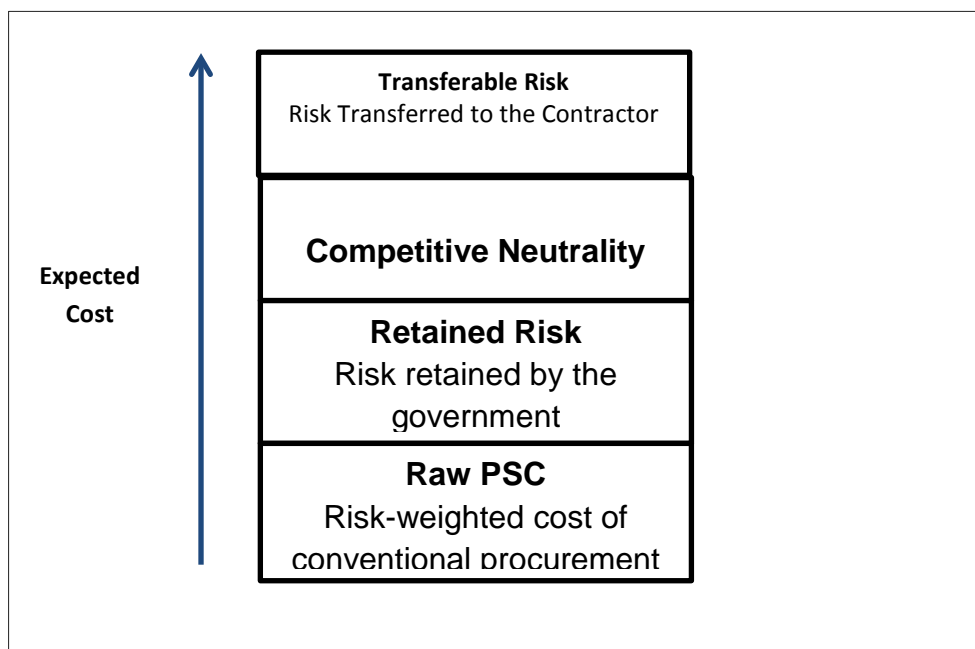 Transferable Risk
Risk Transferred to the Contractor
Competitive Neutrality
Expected
Cost
Retained Risk
Risk retained by the
government
Raw PSC
Risk-weighted cost of
conventional procurement